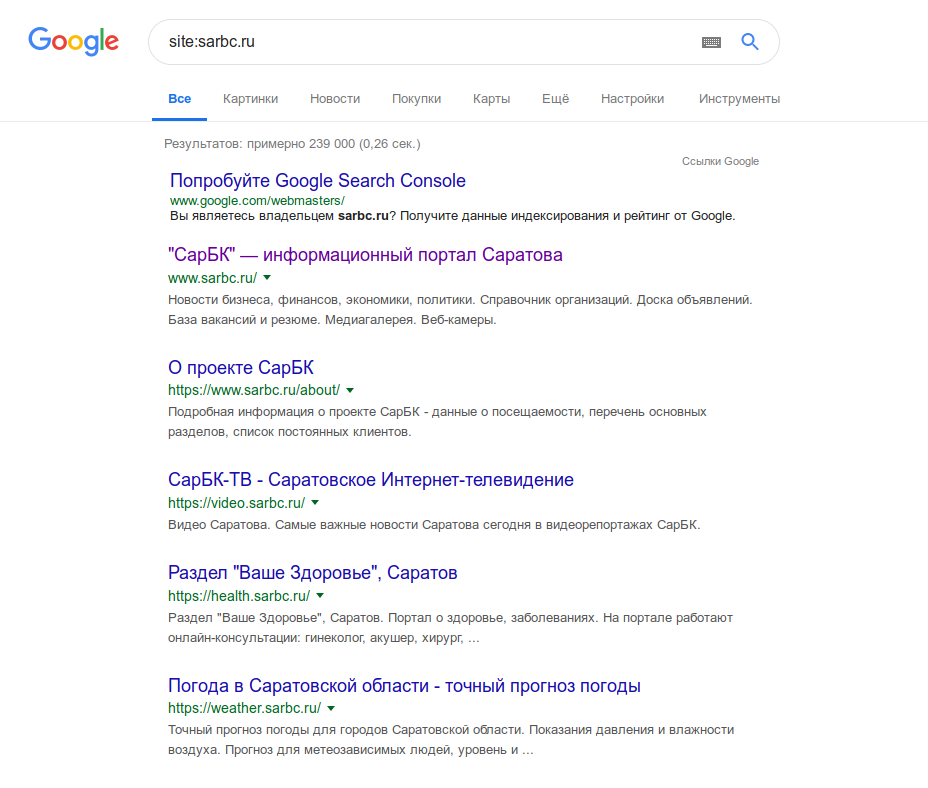 Google
site:sarbc.ru
Все Картинки Новости Покупки Карты Ещё Настройки Инструменты
Результатов: примерно 239 000 (0,26 сек.)
Ссылки Google
Попробуйте Google Search Console
www.google.com/webmasters/
Вы являетесь владельцем sarbc.ru? Получите данные индексирования и рейтинг от Google.
"СарБК" — информационный портал Саратова
www.sarbc.ru/
Новости бизнеса, финансов, экономики, политики. Справочник организаций. Доска объявлений.
База вакансий и резюме. Медиагалерея. Веб-камеры.
О проекте СарБК
https://www.sarbc.ru/about/
Подробная информация о проекте СарБК - данные о посещаемости, перечень основных
разделов, список постоянных клиентов.
СарБК-ТВ - Саратовское Интернет-телевидение
https://video.sarbc.ru/
Видео Саратова. Самые важные новости Саратова сегодня в видеорепортажах СарБК.
Раздел "Ваше Здоровье", Саратов
https://health.sarbc.ru/
Раздел "Ваше Здоровье", Саратов. Портал о здоровье, заболеваниях. На портале работают
онлайн-консультации: гинеколог, акушер, хирург, ...
Погода в Саратовской области - точный прогноз погоды
https://weather.sarbc.ru/
Точный прогноз погоды для городов Саратовской области. Показания давления и влажности
воздуха. Прогноз для метеозависимых людей, уровень и ...